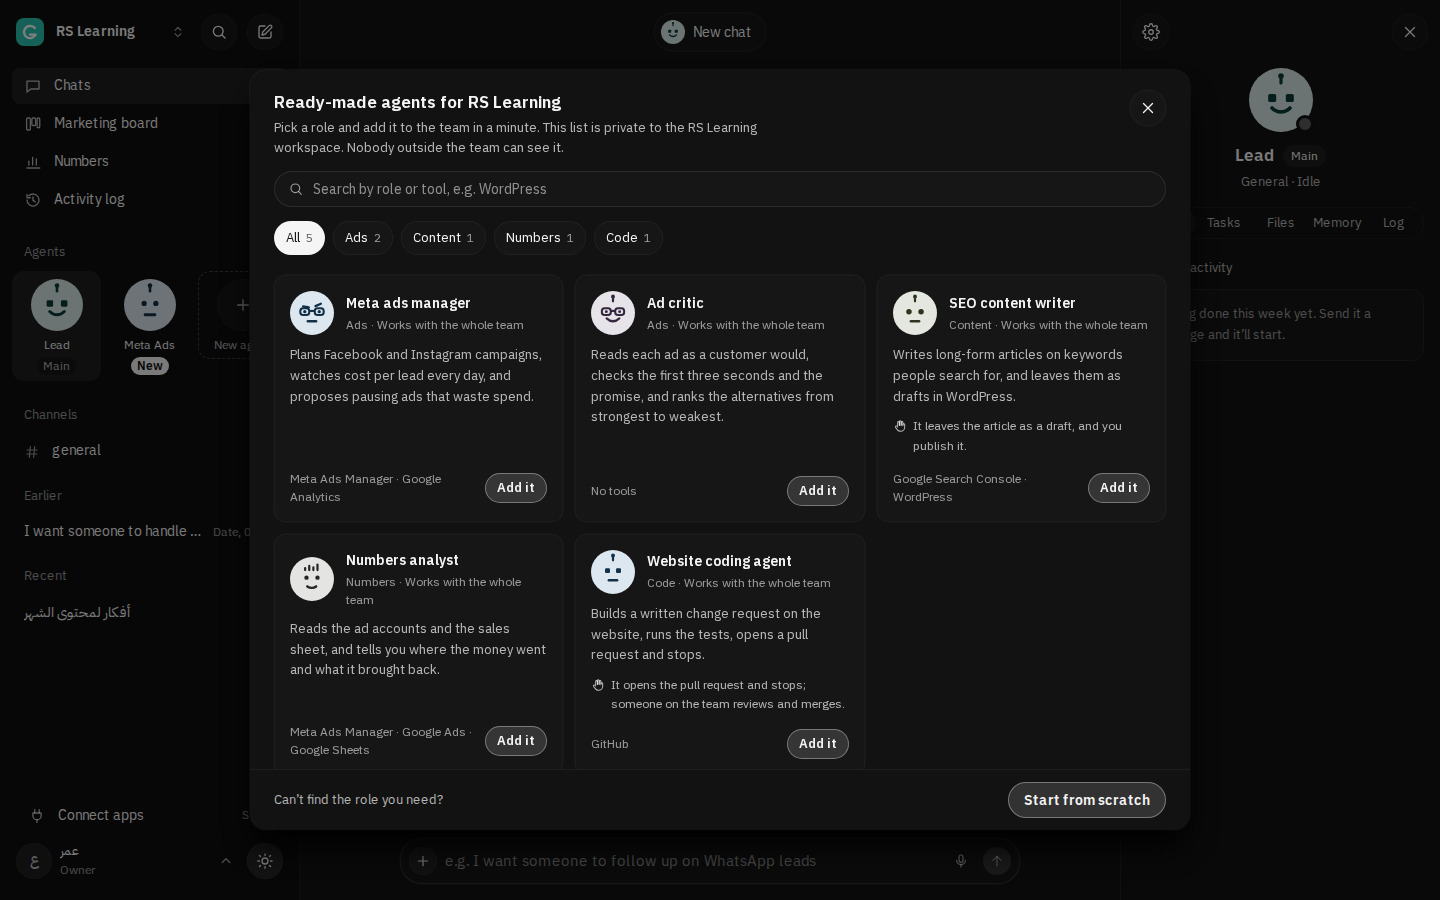 RS Learning
New chat
Chats
Marketing board
Numbers
Activity log
Agents
Lead
Main
Meta Ads
New
New ag
Channels
# general
Earlier
I want someone to handle ...
Date, 0
Recent
أفكار لمحتوى الشهر
Connect apps
S
ع
عمر
Owner
Ready-made agents for RS Learning
Pick a role and add it to the team in a minute. This list is private to the RS Learning
workspace. Nobody outside the team can see it.
Search by role or tool, e.g. WordPress
All 5
Ads 2
Content 1
Numbers 1
Code 1
Meta ads manager
Ads · Works with the whole team
Plans Facebook and Instagram campaigns,
watches cost per lead every day, and
proposes pausing ads that waste spend.
Meta Ads Manager · Google
Analytics
Add it
Ad critic
Ads · Works with the whole team
Reads each ad as a customer would,
checks the first three seconds and the
promise, and ranks the alternatives from
strongest to weakest.
No tools
Add it
SEO content writer
Content · Works with the whole team
Writes long-form articles on keywords
people search for, and leaves them as
drafts in WordPress.
It leaves the article as a draft, and you
publish it.
Google Search Console ·
WordPress
Add it
Numbers analyst
Numbers · Works with the whole
team
Reads the ad accounts and the sales
sheet, and tells you where the money went
and what it brought back.
Meta Ads Manager · Google Ads ·
Google Sheets
Add it
Website coding agent
Code · Works with the whole team
Builds a written change request on the
website, runs the tests, opens a pull
request and stops.
It opens the pull request and stops;
someone on the team reviews and merges.
GitHub
Add it
Can't find the role you need?
Start from scratch
e.g. I want someone to follow up on WhatsApp leads
Lead
Main
General · Idle
Tasks
Files
Memory
Log
activity
g done this week yet. Send it a
ge and it'll start.